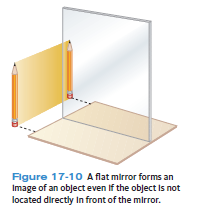 Figure 17-10 A flat mirror forms an
image of an object even if the object is not
located directly in front of the mirror.